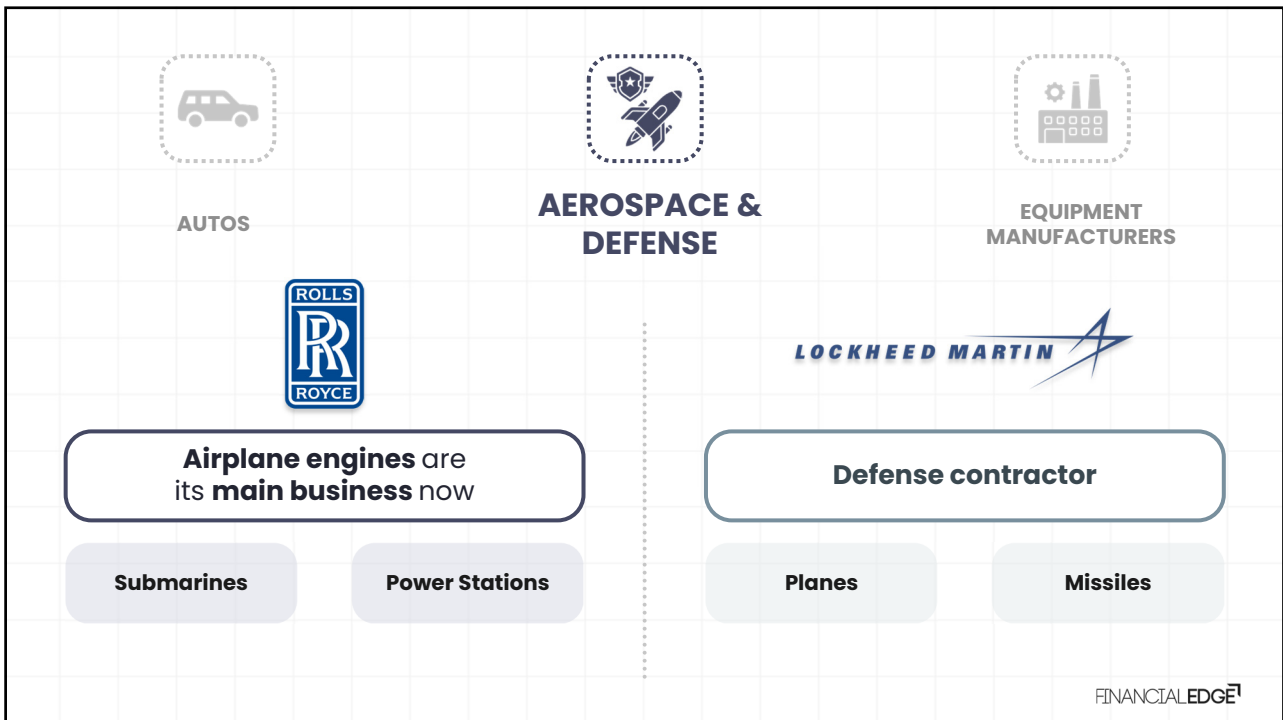 AUTOS
AEROSPACE &
DEFENSE
EQUIPMENT
MANUFACTURERS
ROLLS
RR
ROYCE
LOCKHEED MARTIN
Airplane engines are
its main business now
Defense contractor
Submarines
Power Stations
Planes
Missiles
FINANCIALEDGE